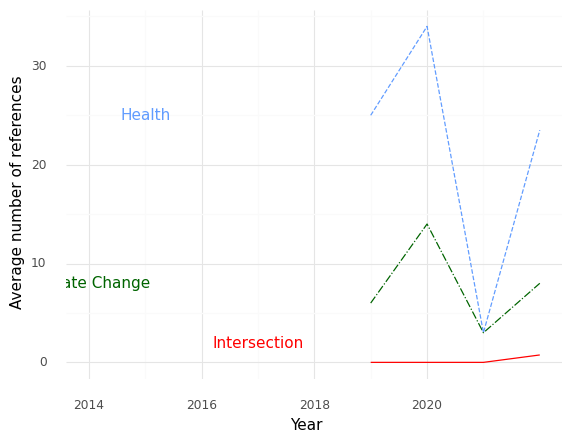 Average number of references
30
20
10
0
Health
ate Change
Intersection
2014 2016 2018 2020
Year